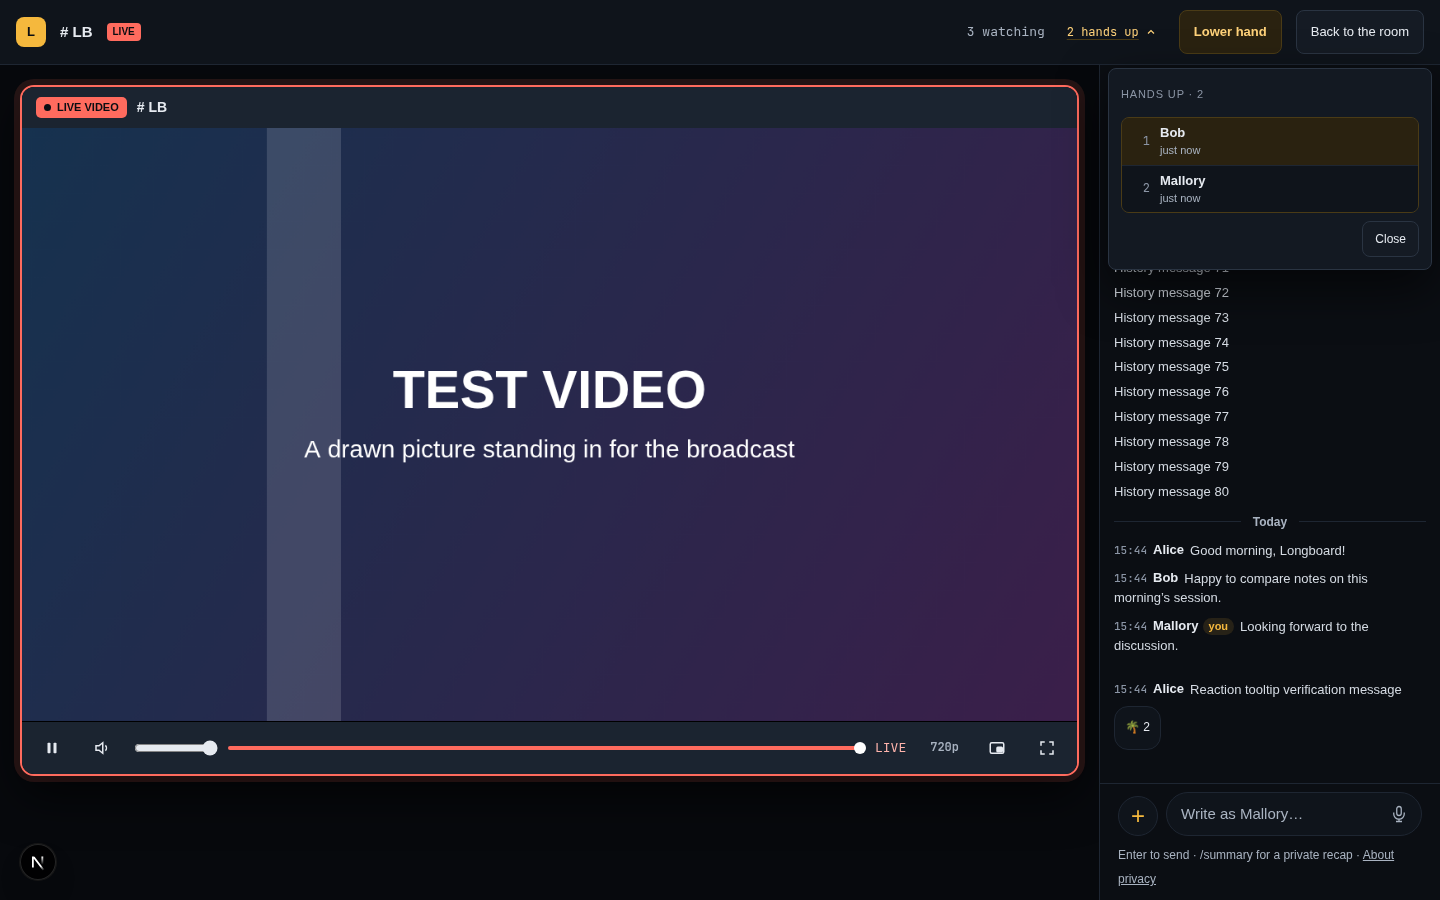 L
# LB
LIVE
3 watching
2 hands up
Lower hand
Back to the room
LIVE VIDEO
# LB
TEST VIDEO
A drawn picture standing in for the broadcast
LIVE
720p
HANDS UP · 2
1
Bob
just now
2
Mallory
just now
Close
History message 71
History message 72
History message 73
History message 74
History message 75
History message 76
History message 77
History message 78
History message 79
History message 80
Today
15:44 Alice Good morning, Longboard!
15:44 Bob Happy to compare notes on this
morning's session.
15:44 Mallory you Looking forward to the
discussion.
15:44 Alice Reaction tooltip verification message
🌴 2
Write as Mallory…
Enter to send · /summary for a private recap · About
privacy
N